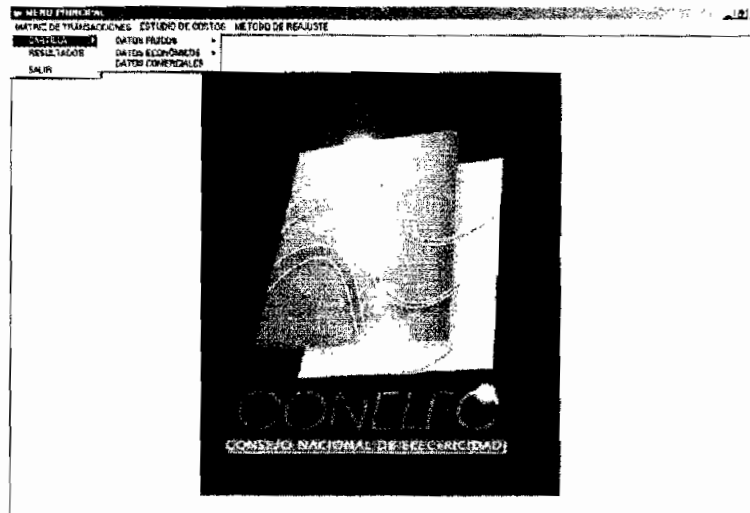 MENU PRINCIPAL
MATRIZ DE TRANSACCIONES ESTUDIO DE COSTOS METODO DE REAJUSTE
DATOS FISICOS
RESULTADOS DATOS ECONÓMICOS
DATOS COMERCIALES
SALIR
CONELEC
CONSEJO NACIONAL DE ELECTRICIDAD